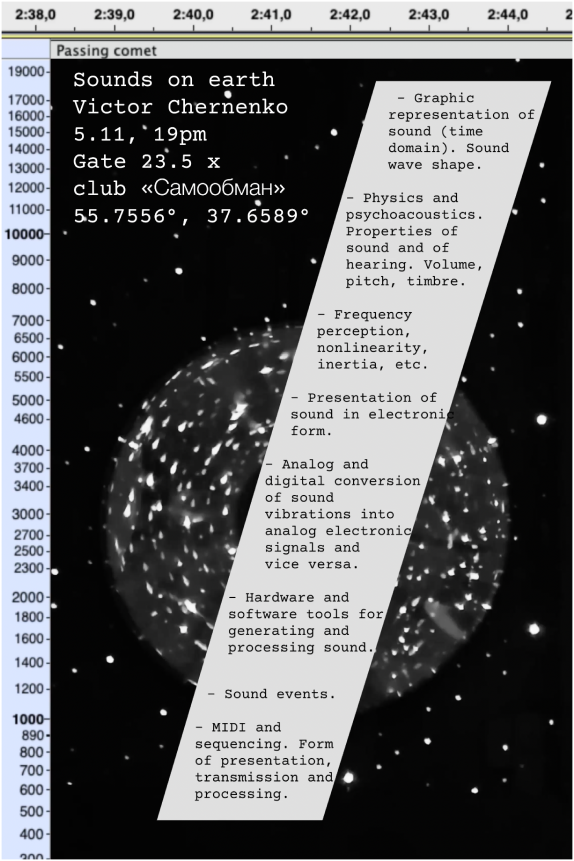 2:38,0 2:39,0 2:40,0 2:41,0 2:42,0 2:43,0 2:44,0 2
Passing comet
Sounds on earth
Victor Chernenko
5.11, 19pm
Gate 23.5 x
club «Самообман»
55.7556°, 37.6589°
- Graphic
representation of
sound (time
domain). Sound
wave shape.
- Physics and
psychoacoustics.
Properties of
sound and of
hearing. Volume,
pitch, timbre.
- Frequency
perception,
nonlinearity,
inertia, etc.
- Presentation of
sound in electronic
form.
- Analog and
digital conversion
of sound
vibrations into
analog electronic
signals and
vice versa.
- Hardware and
software tools for
generating and
processing sound.
- Sound events.
- MIDI and
sequencing. Form
of presentation,
transmission and
processing.
19000
17000
16000
15000
14000
13000
12000
11000
10000
9000
8000
7000
6500
6000
5500
5000
4600
4000
3700
3400
3000
2700
2500
2300
2000
1800
1600
1400
1200
1000
890
800
700
600
500
400
300